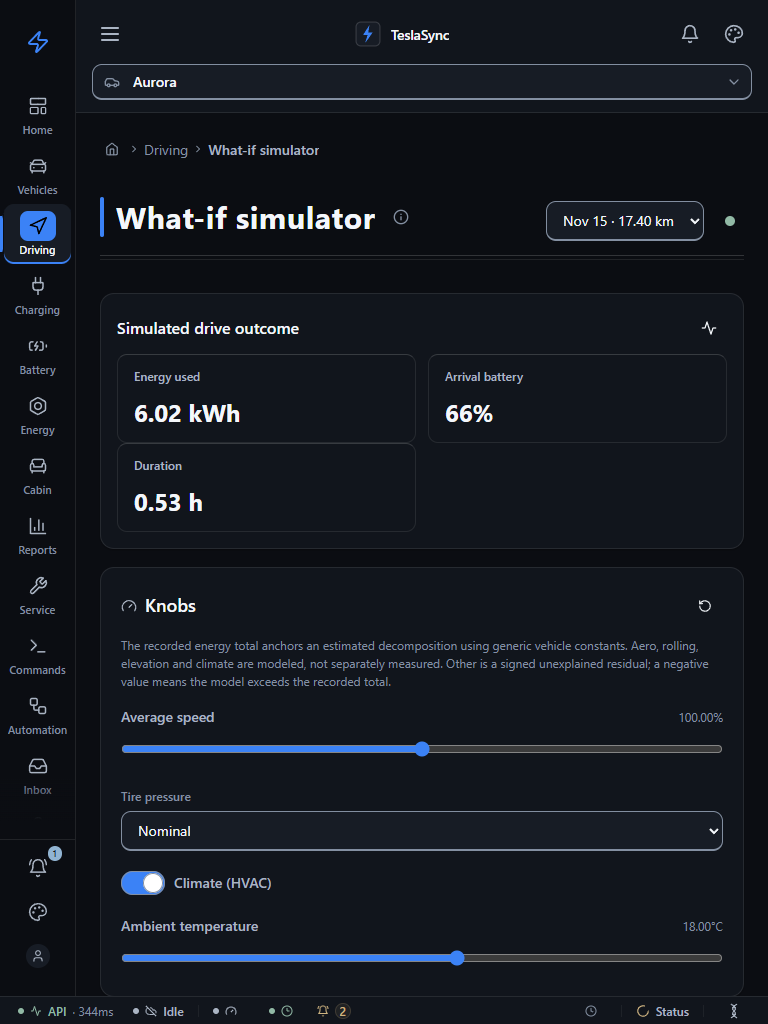 TeslaSync
Aurora
Home
Vehicles
Driving
Charging
Battery
Energy
Cabin
Reports
Service
Commands
Automation
Inbox
1
Driving
What-if simulator
What-if simulator
Nov 15 · 17.40 km
Simulated drive outcome
Energy used
6.02 kWh
Arrival battery
66%
Duration
0.53 h
Knobs
The recorded energy total anchors an estimated decomposition using generic vehicle constants. Aero, rolling,
elevation and climate are modeled, not separately measured. Other is a signed unexplained residual; a negative
value means the model exceeds the recorded total.
Average speed
100.00%
Tire pressure
Nominal
Climate (HVAC)
Ambient temperature
18.00°C
API · 344ms
Idle
2
Status